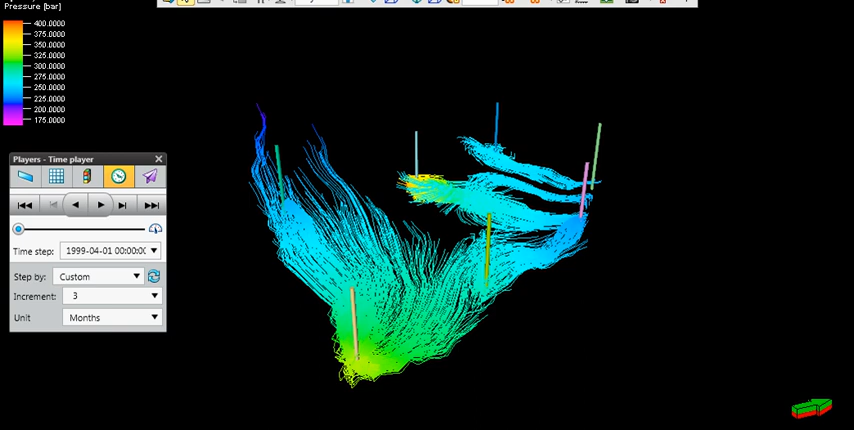 Pressure [bar]
400.0000
375.0000
350.0000
325.0000
300.0000
275.0000
250.0000
225.0000
200.0000
175.0000
Players - Time player
Time step: 1999-04-01 00:00:00
Step by: Custom
Increment: 3
Unit Months